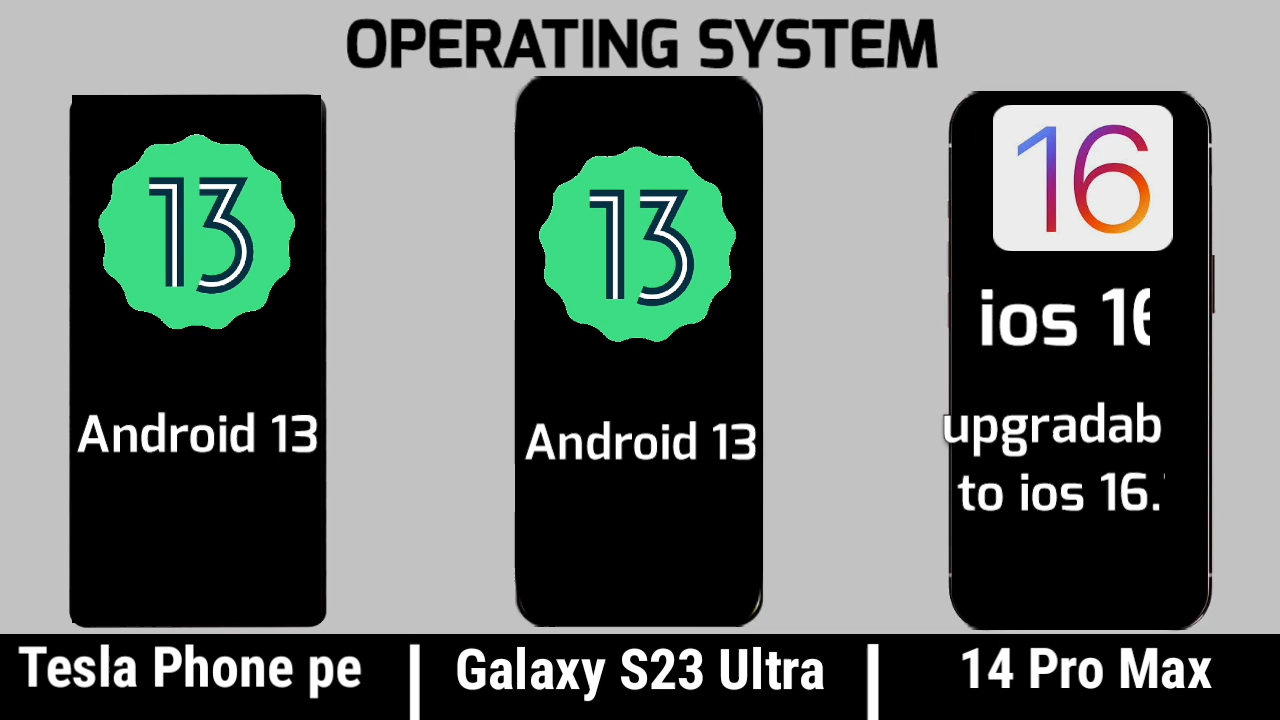 OPERATING SYSTEM
13
Android 13
13
Android 13
16
ios 16
upgradab
to ios 16.
Tesla Phone pe
Galaxy S23 Ultra
14 Pro Max